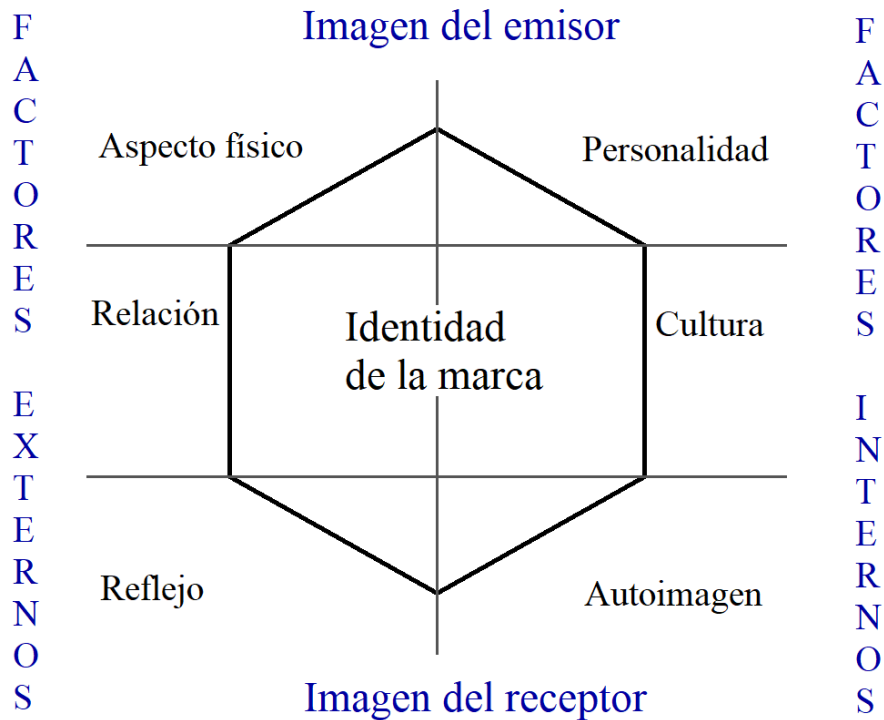 Imagen del emisor
FACTORES EXTERNOS
FACTORES INTERNOS
Aspecto físico
Personalidad
Relación
Identidad
de la marca
Cultura
Reflejo
Autoimagen
Imagen del receptor